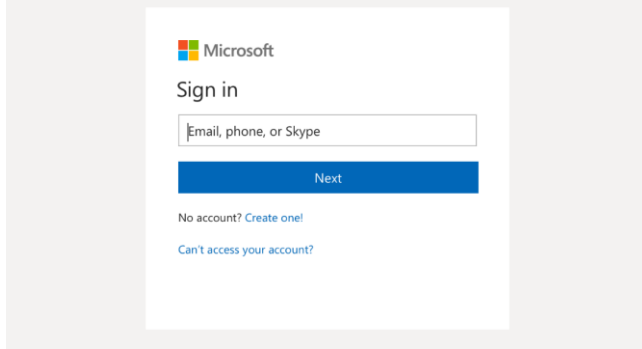 Microsoft
Sign in
Email, phone, or Skype
Next
No account? Create one!
Can't access your account?